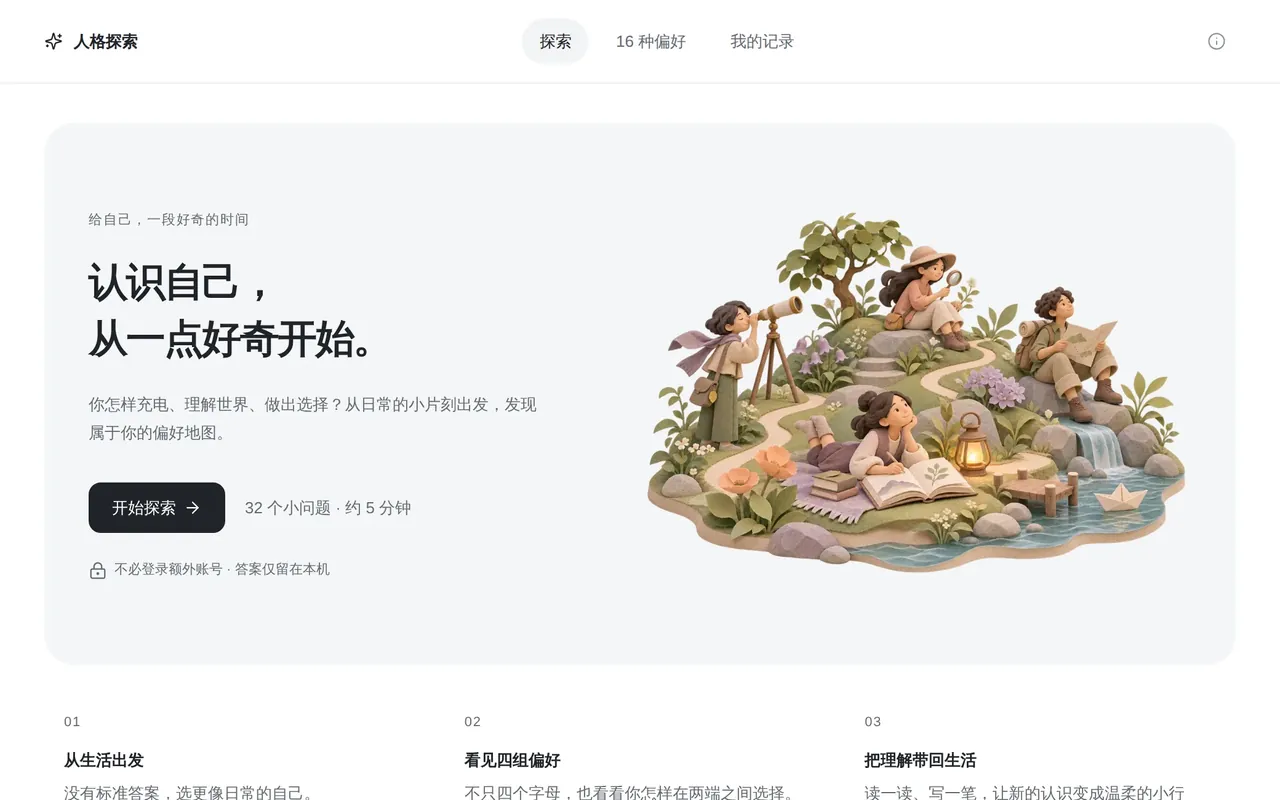 人格探索
探索
16 种偏好
我的记录
给自己，一段好奇的时间
认识自己，
从一点好奇开始。
你怎样充电、理解世界、做出选择？从日常的小片刻出发，发现
属于你的偏好地图。
开始探索
32 个小问题 · 约 5 分钟
不必登录额外账号 · 答案仅留在本机
01
从生活出发
没有标准答案，选更像日常的自己。
02
看见四组偏好
不只四个字母，也看看你怎样在两端之间选择。
03
把理解带回生活
读一读、写一笔，让新的认识变成温柔的小行